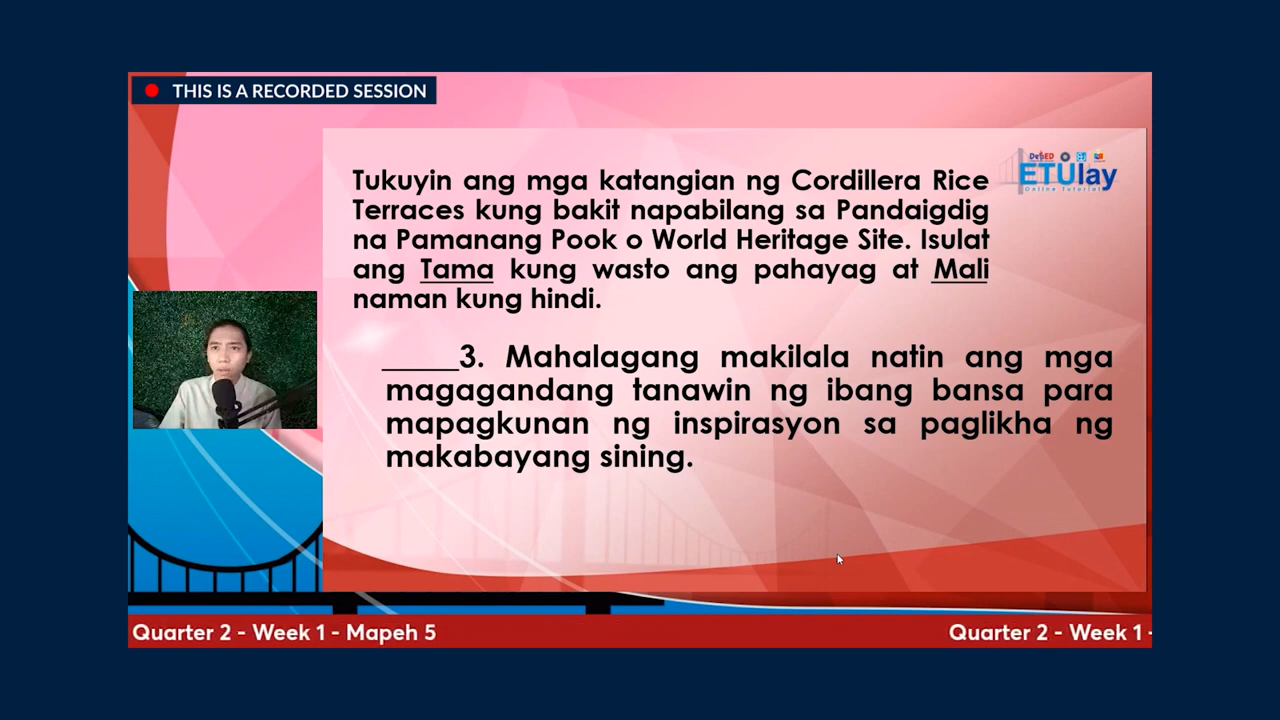 THIS IS A RECORDED SESSION
DepED
ETUlay
Online Tutorial
Tukuyin ang mga katangian ng Cordillera Rice
Terraces kung bakit napabilang sa Pandaigdig
na Pamanang Pook o World Heritage Site. Isulat
ang Tama kung wasto ang pahayag at Mali
naman kung hindi.
_____3. Mahalagang makilala natin ang mga
magagandang tanawin ng ibang bansa para
mapagkunan ng inspirasyon sa paglikha ng
makabayang sining.
Quarter 2 - Week 1 - Mapeh 5
Quarter 2 - Week 1 -